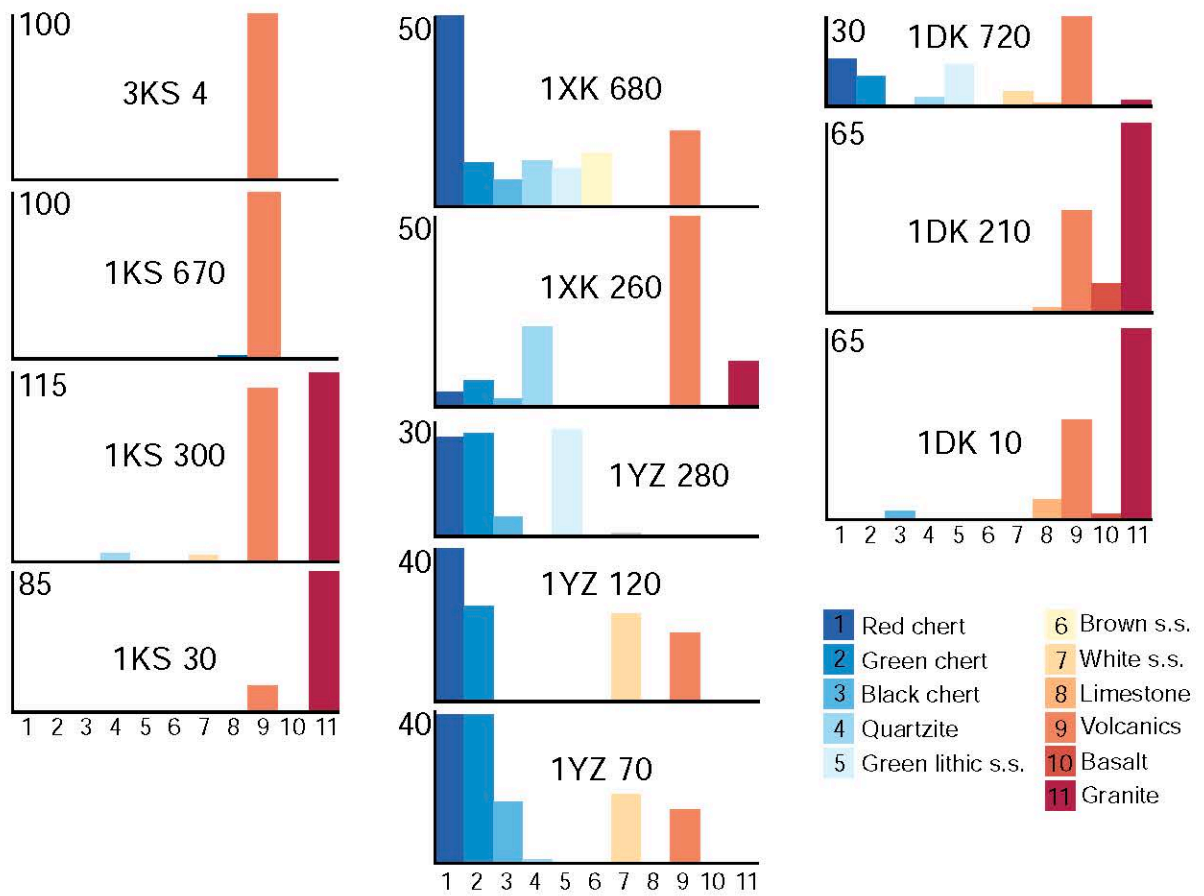 100
3KS 4
100
1KS 670
115
1KS 300
85
1KS 30
1 2 3 4 5 6 7 8 9 10 11
50
1XK 680
50
1XK 260
30
1YZ 280
40
1YZ 120
40
1YZ 70
1 2 3 4 5 6 7 8 9 10 11
30
1DK 720
65
1DK 210
65
1DK 10
1 2 3 4 5 6 7 8 9 10 11
1 Red chert
2 Green chert
3 Black chert
4 Quartzite
5 Green lithic s.s.
6 Brown s.s.
7 White s.s.
8 Limestone
9 Volcanics
10 Basalt
11 Granite